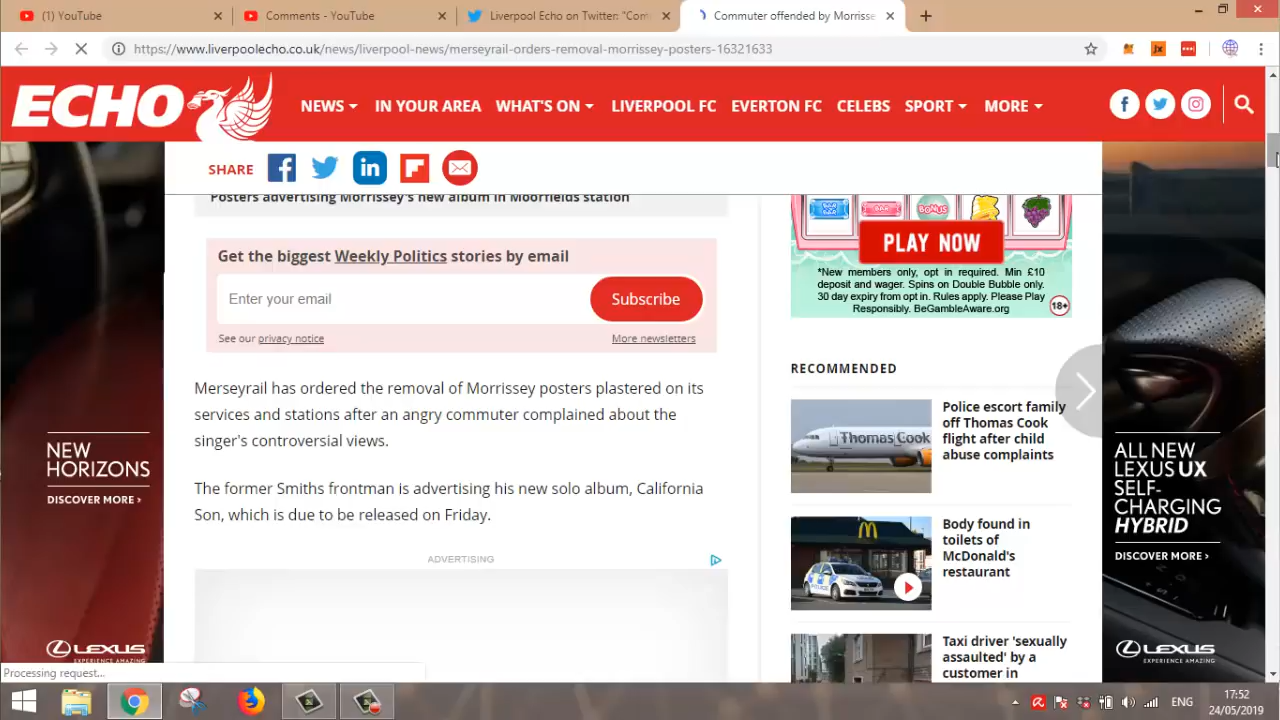 (1) YouTube
Comments - YouTube
Liverpool Echo on Twitter: "Com
Commuter offended by Morrisse
https://www.liverpoolecho.co.uk/news/liverpool-news/merseyrail-orders-removal-morrissey-posters-16321633
ECHO
NEWS
IN YOUR AREA
WHAT'S ON
LIVERPOOL FC
EVERTON FC
CELEBS
SPORT
MORE
SHARE
Posters advertising Morrissey's new album in Moorfields station
Get the biggest Weekly Politics stories by email
Enter your email
Subscribe
See our privacy notice
More newsletters
Merseyrail has ordered the removal of Morrissey posters plastered on its
services and stations after an angry commuter complained about the
singer's controversial views.
The former Smiths frontman is advertising his new solo album, California
Son, which is due to be released on Friday.
ADVERTISING
BONUS
PLAY NOW
*New members only, opt in required. Min £10
deposit and wager. Spins on Double Bubble only.
30 day expiry from opt in. Rules apply. Please Play
Responsibly. BeGambleAware.org
18+
RECOMMENDED
Thomas Cook
Police escort family
off Thomas Cook
flight after child
abuse complaints
Body found in
toilets of
McDonald's
restaurant
Taxi driver 'sexually
assaulted' by a
customer in
NEW
HORIZONS
DISCOVER MORE >
LEXUS
EXPERIENCE AMAZING
ALL NEW
LEXUS UX
SELF-
CHARGING
HYBRID
DISCOVER MORE >
LEXUS
EXPERIENCE AMAZING
Processing request...
ENG
17:52
24/05/2019